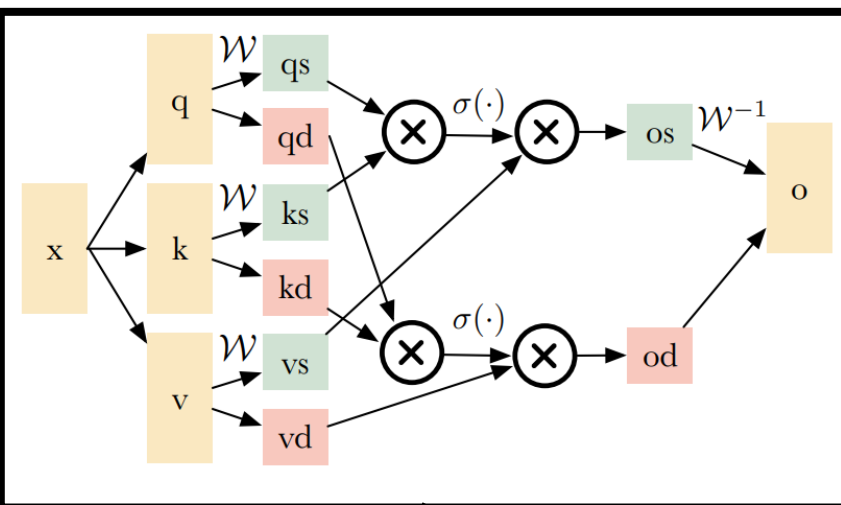 x
q
k
v
𝒲
qs
qd
𝒲
ks
kd
𝒲
vs
vd
σ(·)
σ(·)
os
od
𝒲⁻¹
o